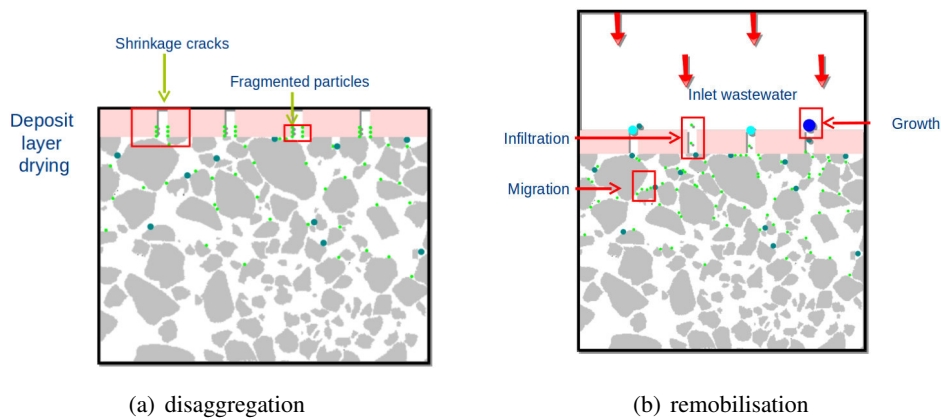 Shrinkage cracks
Fragmented particles
Deposit
layer
drying
(a) disaggregation
Inlet wastewater
Infiltration
Growth
Migration
(b) remobilisation